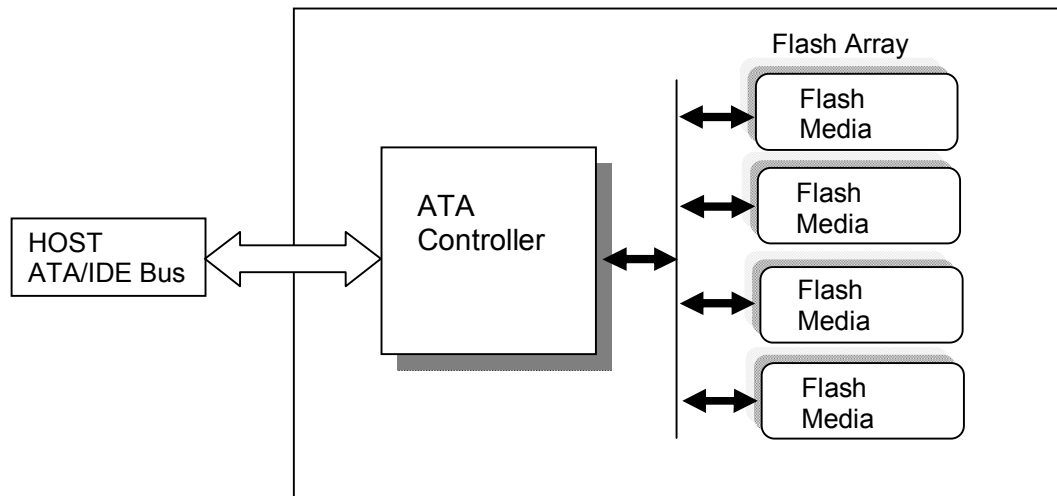 Flash Array
Flash
Media
Flash
Media
Flash
Media
Flash
Media
ATA
Controller
HOST
ATA/IDE Bus